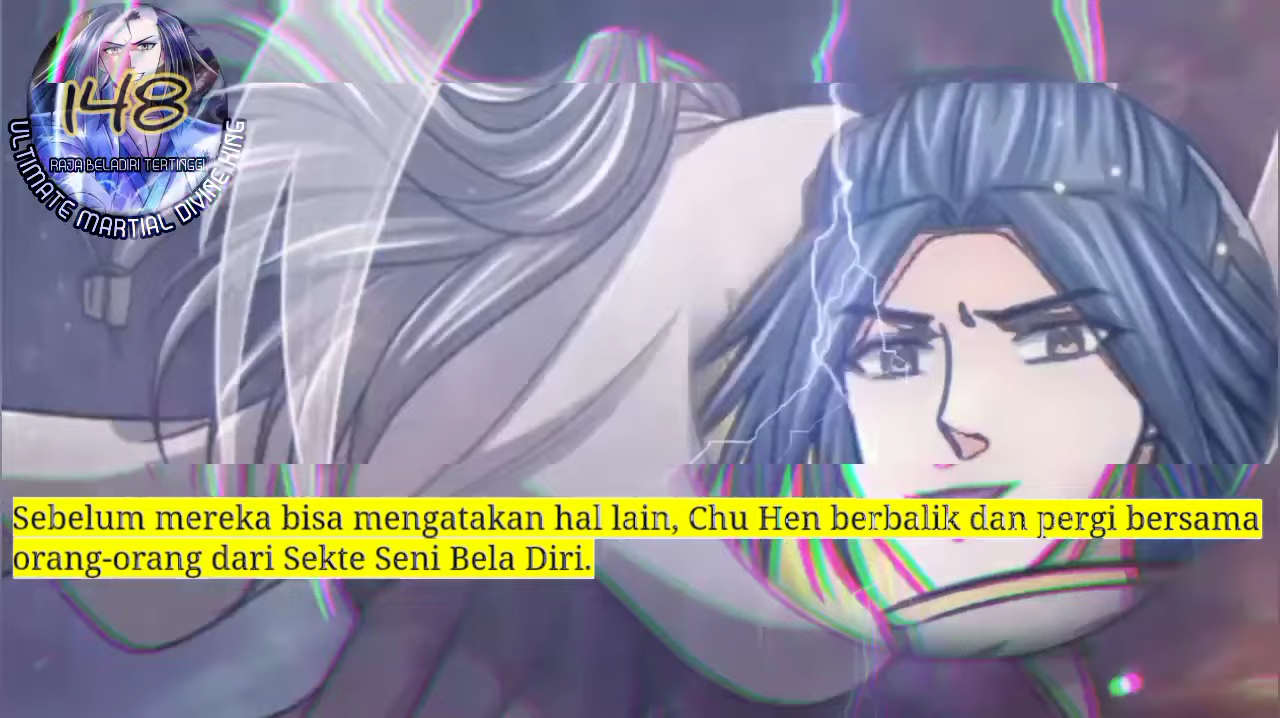 148
RAJA BELADIRI TERTINGGI
ULTIMATE MARTIAL DIVINE KING
Sebelum mereka bisa mengatakan hal lain, Chu Hen berbalik dan pergi bersama
orang-orang dari Sekte Seni Bela Diri.